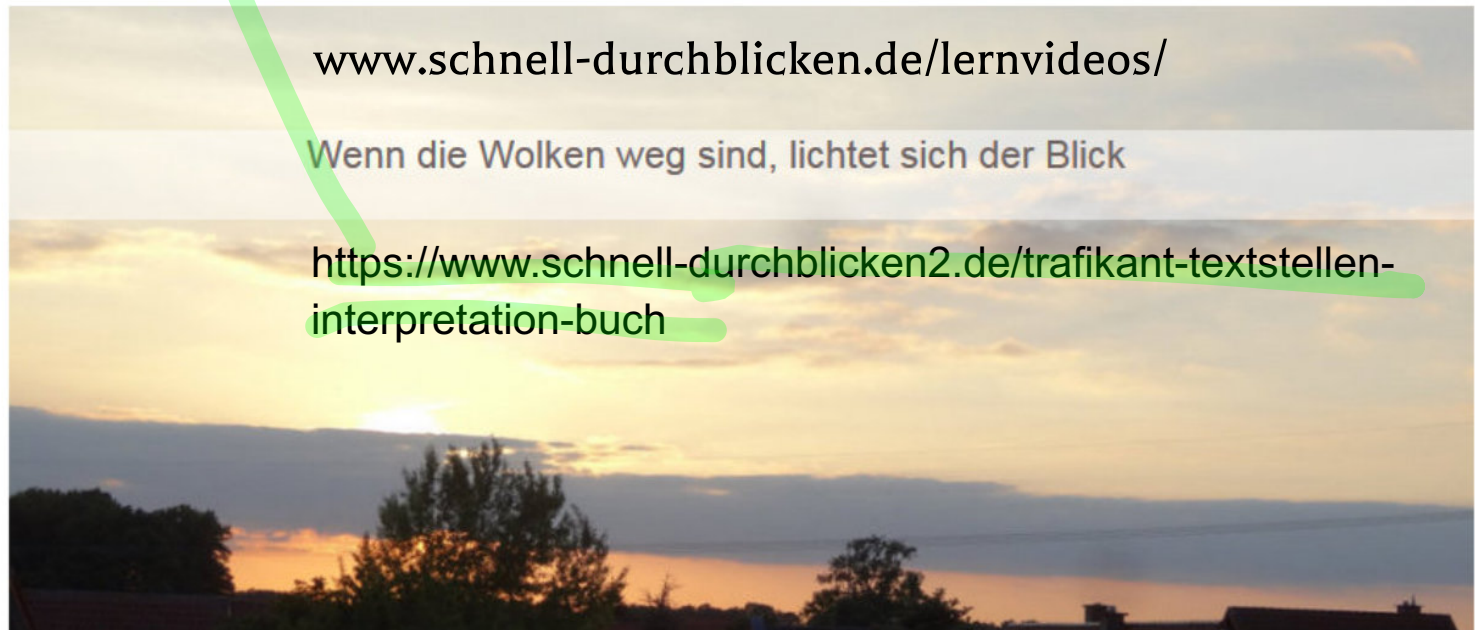 www.schnell-durchblicken.de/lernvideos/
Wenn die Wolken weg sind, lichtet sich der Blick
https://www.schnell-durchblicken2.de/trafikant-textstellen-
interpretation-buch